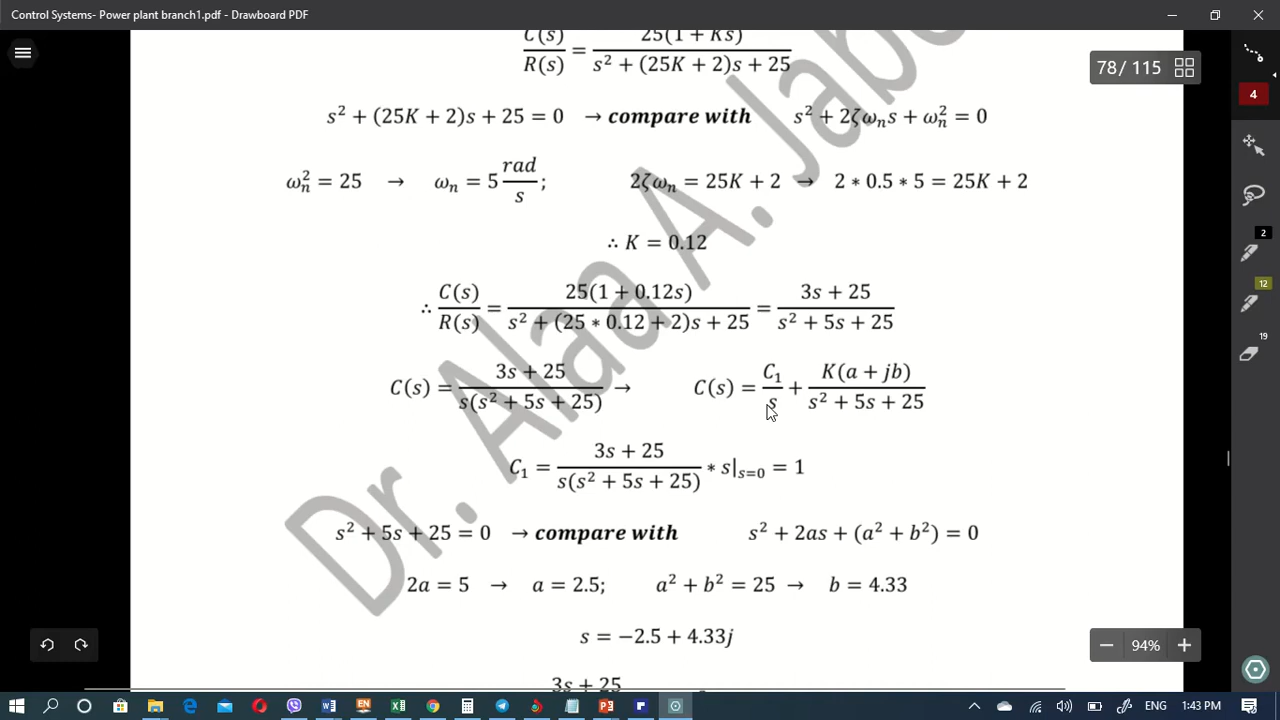 Control Systems- Power plant branch1.pdf - Drawboard PDF
C(s)/R(s) = 25(1 + Ks)/(s² + (25K + 2)s + 25)
78 / 115
4
s² + (25K + 2)s + 25 = 0 → compare with s² + 2ζωₙs + ωₙ² = 0
ωₙ² = 25 → ωₙ = 5 rad/s; 2ζωₙ = 25K + 2 → 2 * 0.5 * 5 = 25K + 2
2
∴ K = 0.12
12
∴ C(s)/R(s) = 25(1 + 0.12s)/(s² + (25 * 0.12 + 2)s + 25) = (3s + 25)/(s² + 5s + 25)
19
C(s) = (3s + 25)/(s(s² + 5s + 25)) → C(s) = C₁/s + K(a + jb)/(s² + 5s + 25)
C₁ = (3s + 25)/(s(s² + 5s + 25)) * s|ₛ₌₀ = 1
s² + 5s + 25 = 0 → compare with s² + 2as + (a² + b²) = 0
2a = 5 → a = 2.5; a² + b² = 25 → b = 4.33
s = −2.5 + 4.33j
94%
3s + 25
Dr. Alaa A. Jabe
EN
1:43 PM